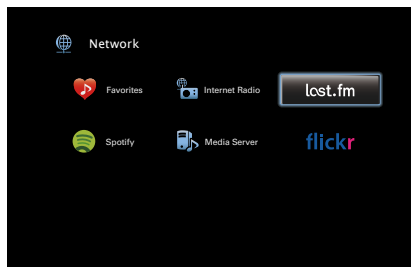 Network
Favorites
Internet Radio
last.fm
Spotify
Media Server
flickr